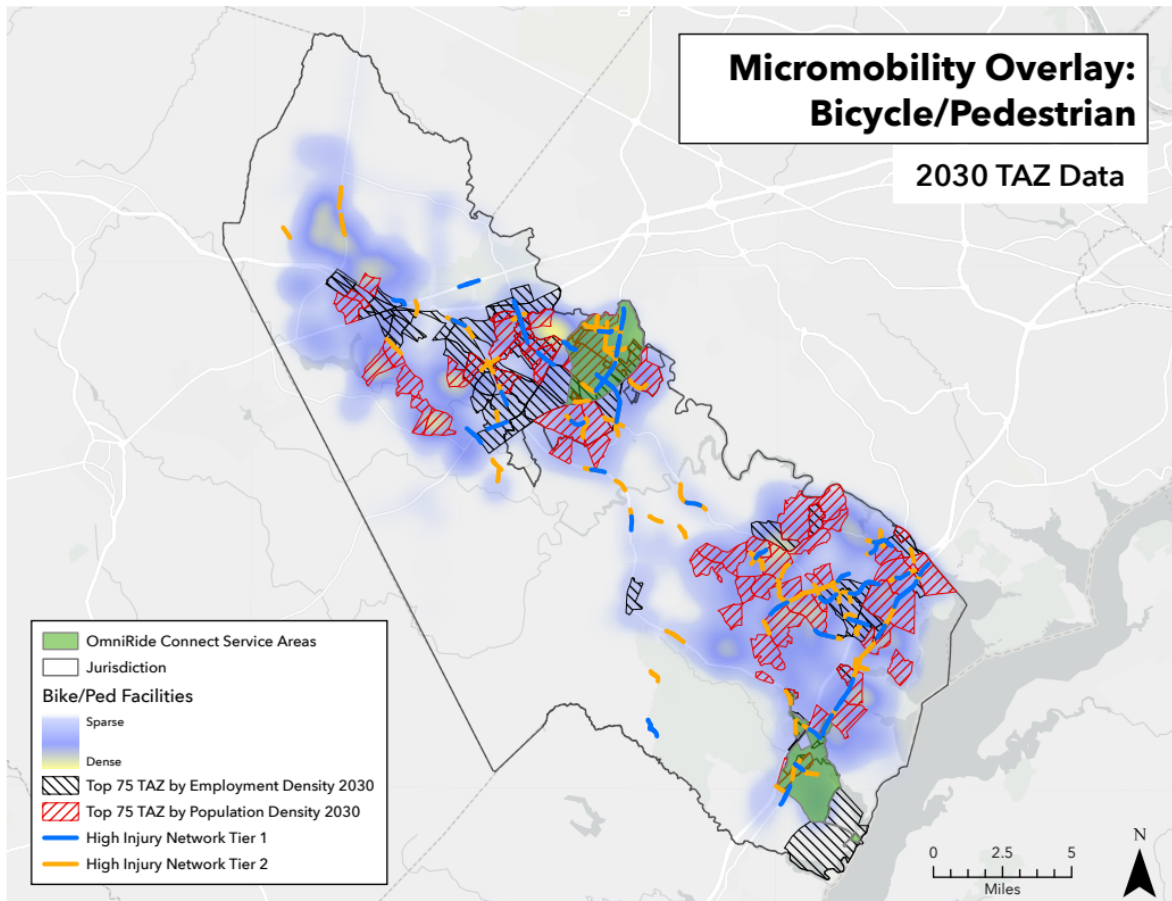 Micromobility Overlay:
Bicycle/Pedestrian
2030 TAZ Data
OmniRide Connect Service Areas
Jurisdiction
Bike/Ped Facilities
Sparse
Dense
Top 75 TAZ by Employment Density 2030
Top 75 TAZ by Population Density 2030
High Injury Network Tier 1
High Injury Network Tier 2
N
0 2.5 5
Miles